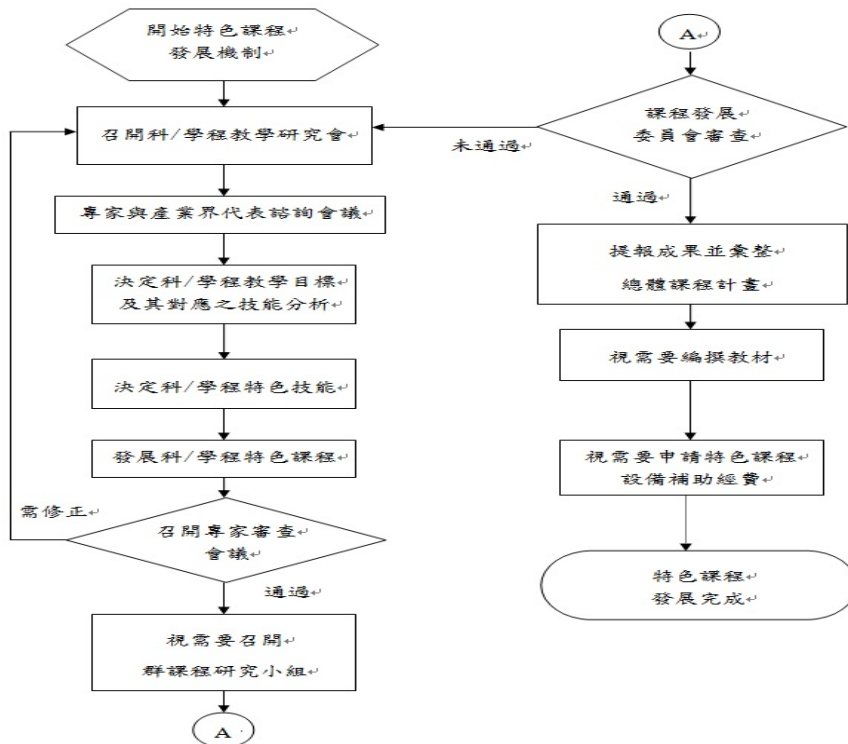 開始特色課程
發展機制
召開科/學程教學研究會
專家與產業界代表諮詢會議
決定科/學程教學目標
及其對應之技能分析
決定科/學程特色技能
發展科/學程特色課程
需修正
召開專家審查
會議
通過
視需要召開
群課程研究小組
A
A
課程發展
委員會審查
未通過
通過
提報成果並彙整
總體課程計畫
視需要編撰教材
視需要申請特色課程
設備補助經費
特色課程
發展完成